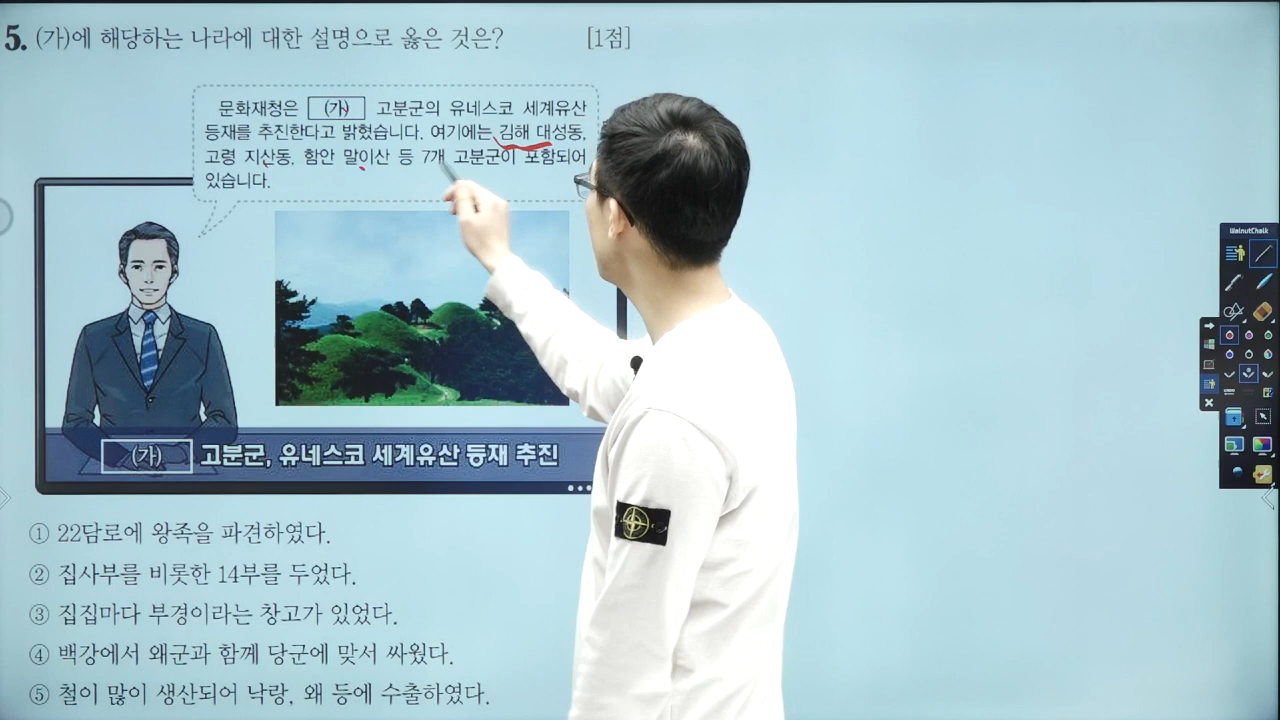 5. (가)에 해당하는 나라에 대한 설명으로 옳은 것은? [1점]
문화재청은 (가) 고분군의 유네스코 세계유산
등재를 추진한다고 밝혔습니다. 여기에는 김해 대성동,
고령 지산동, 함안 말이산 등 7개 고분군이 포함되어
있습니다.
(가) 고분군, 유네스코 세계유산 등재 추진
① 22담로에 왕족을 파견하였다.
② 집사부를 비롯한 14부를 두었다.
③ 집집마다 부경이라는 창고가 있었다.
④ 백강에서 왜군과 함께 당군에 맞서 싸웠다.
⑤ 철이 많이 생산되어 낙랑, 왜 등에 수출하였다.
WalnutChalk